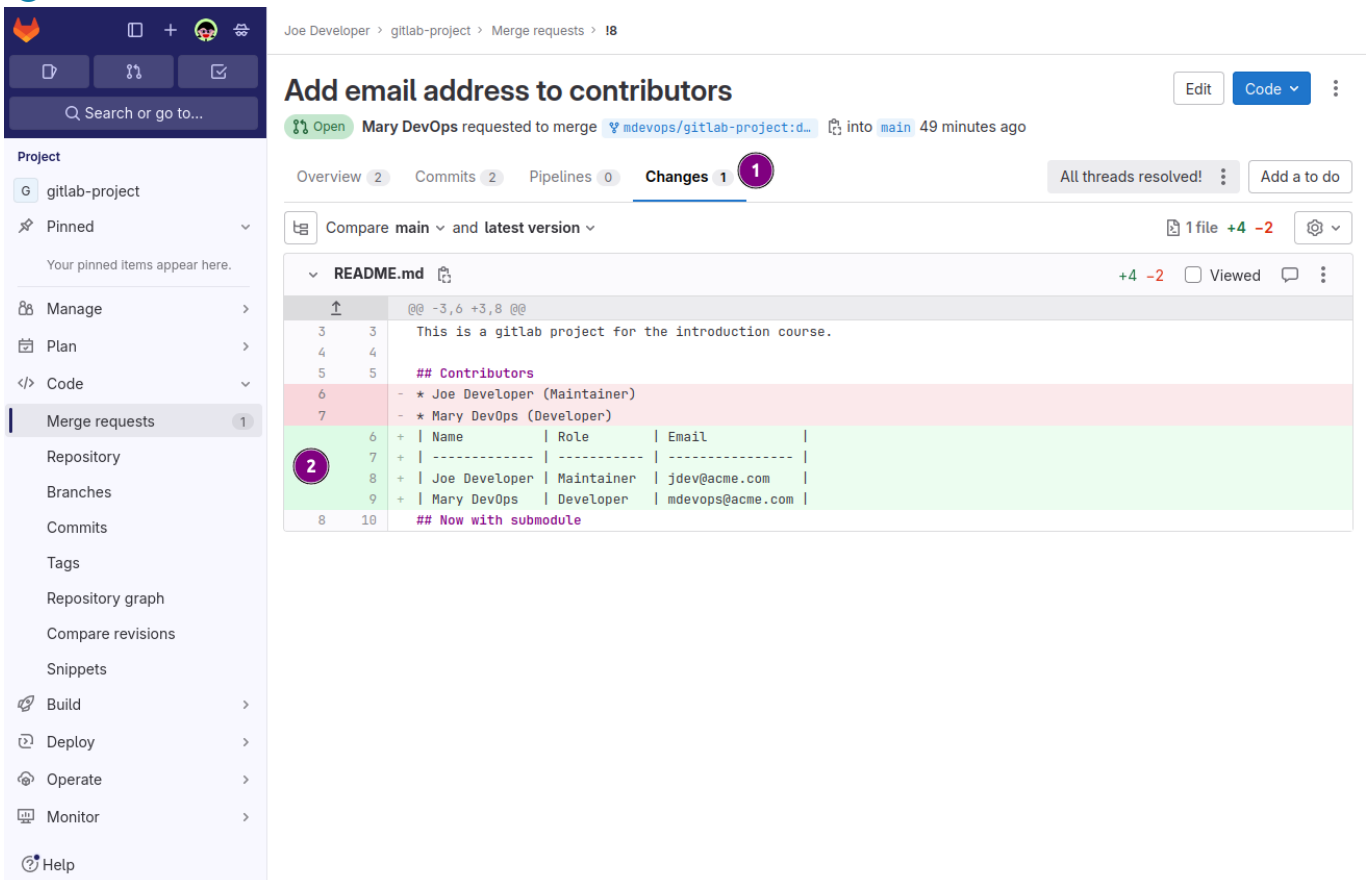 Joe Developer > gitlab-project > Merge requests > !8
Search or go to...
Project
G gitlab-project
Pinned
Your pinned items appear here.
Manage
Plan
Code
Merge requests 1
Repository
Branches
Commits
Tags
Repository graph
Compare revisions
Snippets
Build
Deploy
Operate
Monitor
Help
Add email address to contributors
Edit
Code
Open Mary DevOps requested to merge mdevops/gitlab-project:d… into main 49 minutes ago
Overview 2 Commits 2 Pipelines 0 Changes 1 1
All threads resolved! Add a to do
Compare main and latest version
1 file +4 −2
README.md
+4 −2 Viewed
@@ -3,6 +3,8 @@
3 3 This is a gitlab project for the introduction course.
4 4
5 5 ## Contributors
6 - * Joe Developer (Maintainer)
7 - * Mary DevOps (Developer)
6 + | Name | Role | Email |
2
7 + | ------------- | ----------- | ---------------- |
8 + | Joe Developer | Maintainer | jdev@acme.com |
9 + | Mary DevOps | Developer | mdevops@acme.com |
8 10 ## Now with submodule